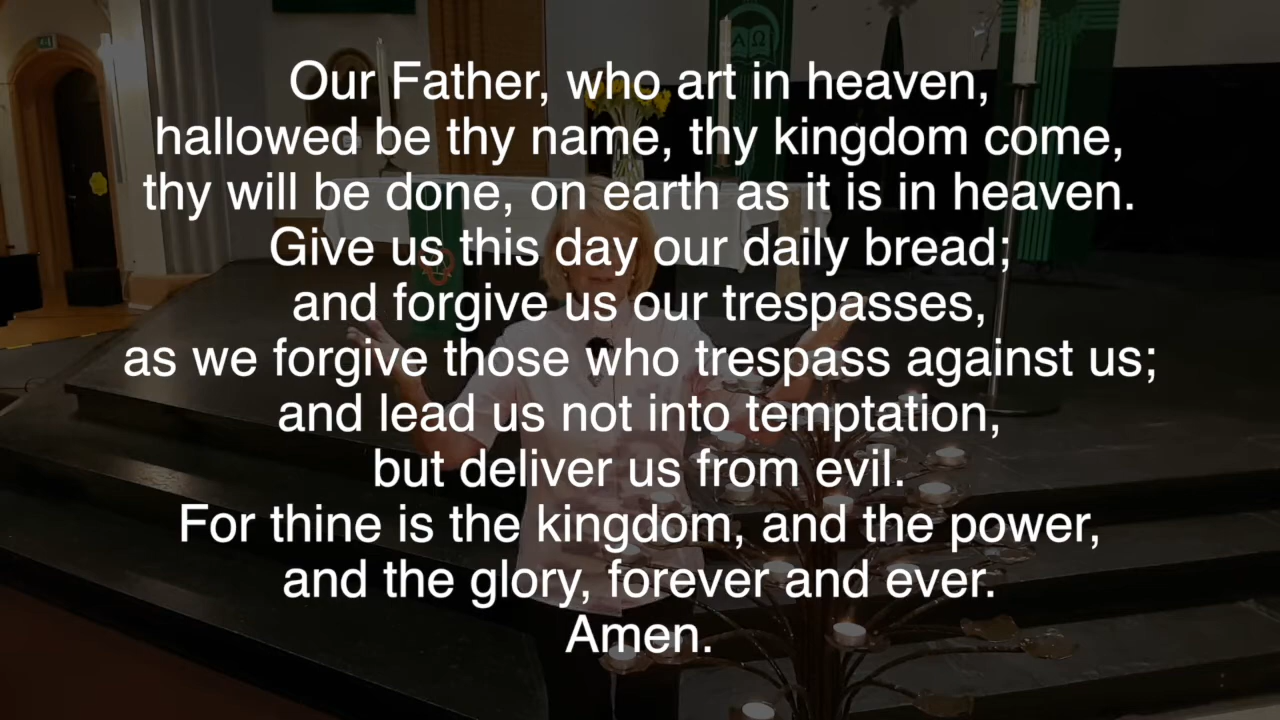 Our Father, who art in heaven,
hallowed be thy name, thy kingdom come,
thy will be done, on earth as it is in heaven.
Give us this day our daily bread;
and forgive us our trespasses,
as we forgive those who trespass against us;
and lead us not into temptation,
but deliver us from evil.
For thine is the kingdom, and the power,
and the glory, forever and ever.
Amen.
ΑΩ